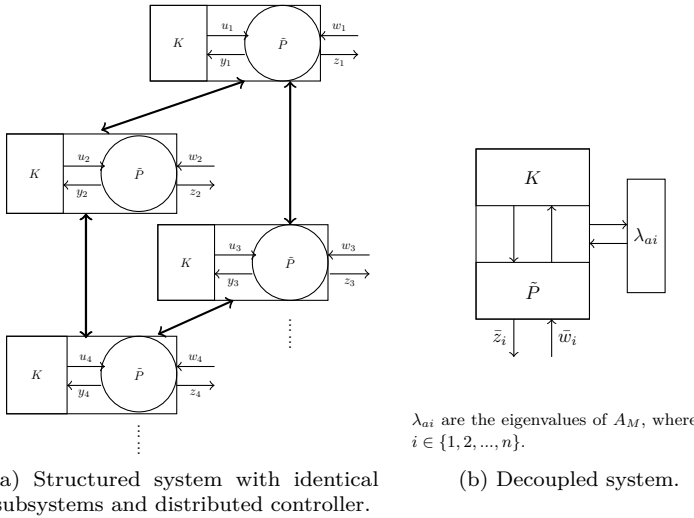 K
u₁
y₁
P̃
w₁
z₁
K
u₂
y₂
P̃
w₂
z₂
K
u₃
y₃
P̃
w₃
z₃
K
u₄
y₄
P̃
w₄
z₄
a) Structured system with identical
subsystems and distributed controller.
K
λₐᵢ
P̃
z̄ᵢ
w̄ᵢ
λₐᵢ are the eigenvalues of A_M, where
i ∈ {1, 2, ..., n}.
(b) Decoupled system.